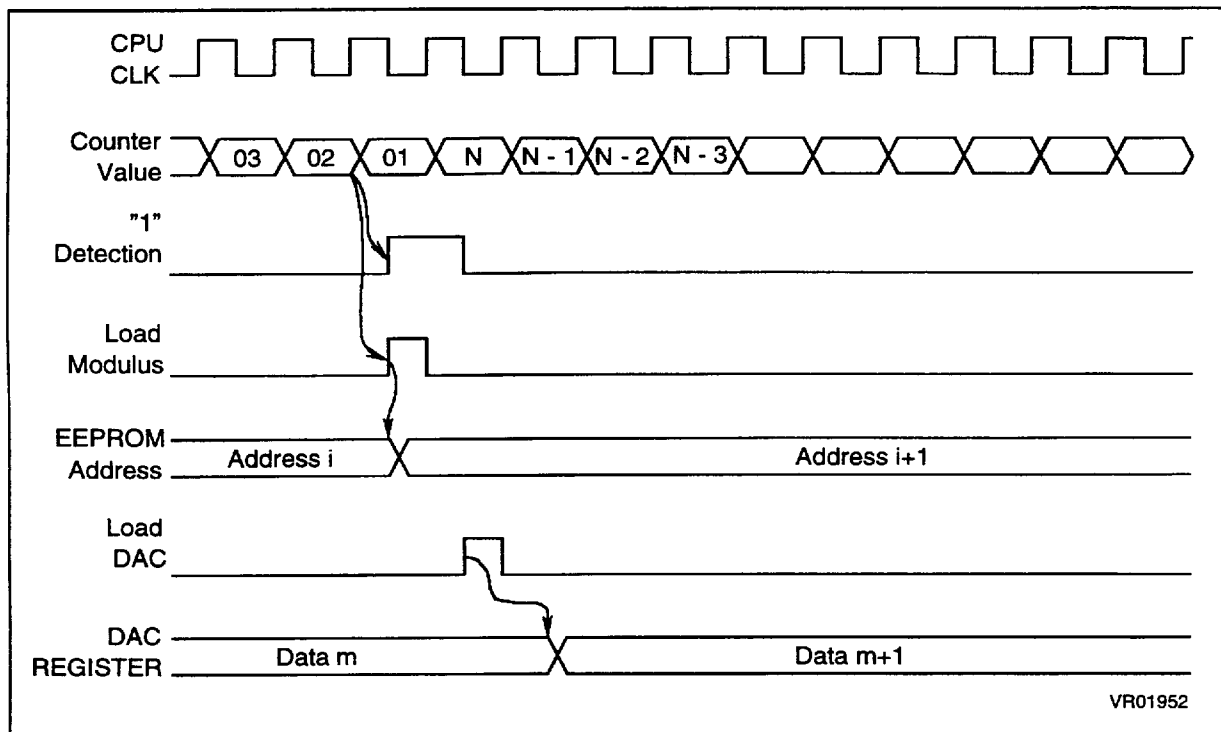 CPU
CLK
Counter
Value
03 02 01 N N - 1 N - 2 N - 3
"1"
Detection
Load
Modulus
EEPROM
Address
Address i Address i+1
Load
DAC
DAC
REGISTER
Data m Data m+1
VR01952